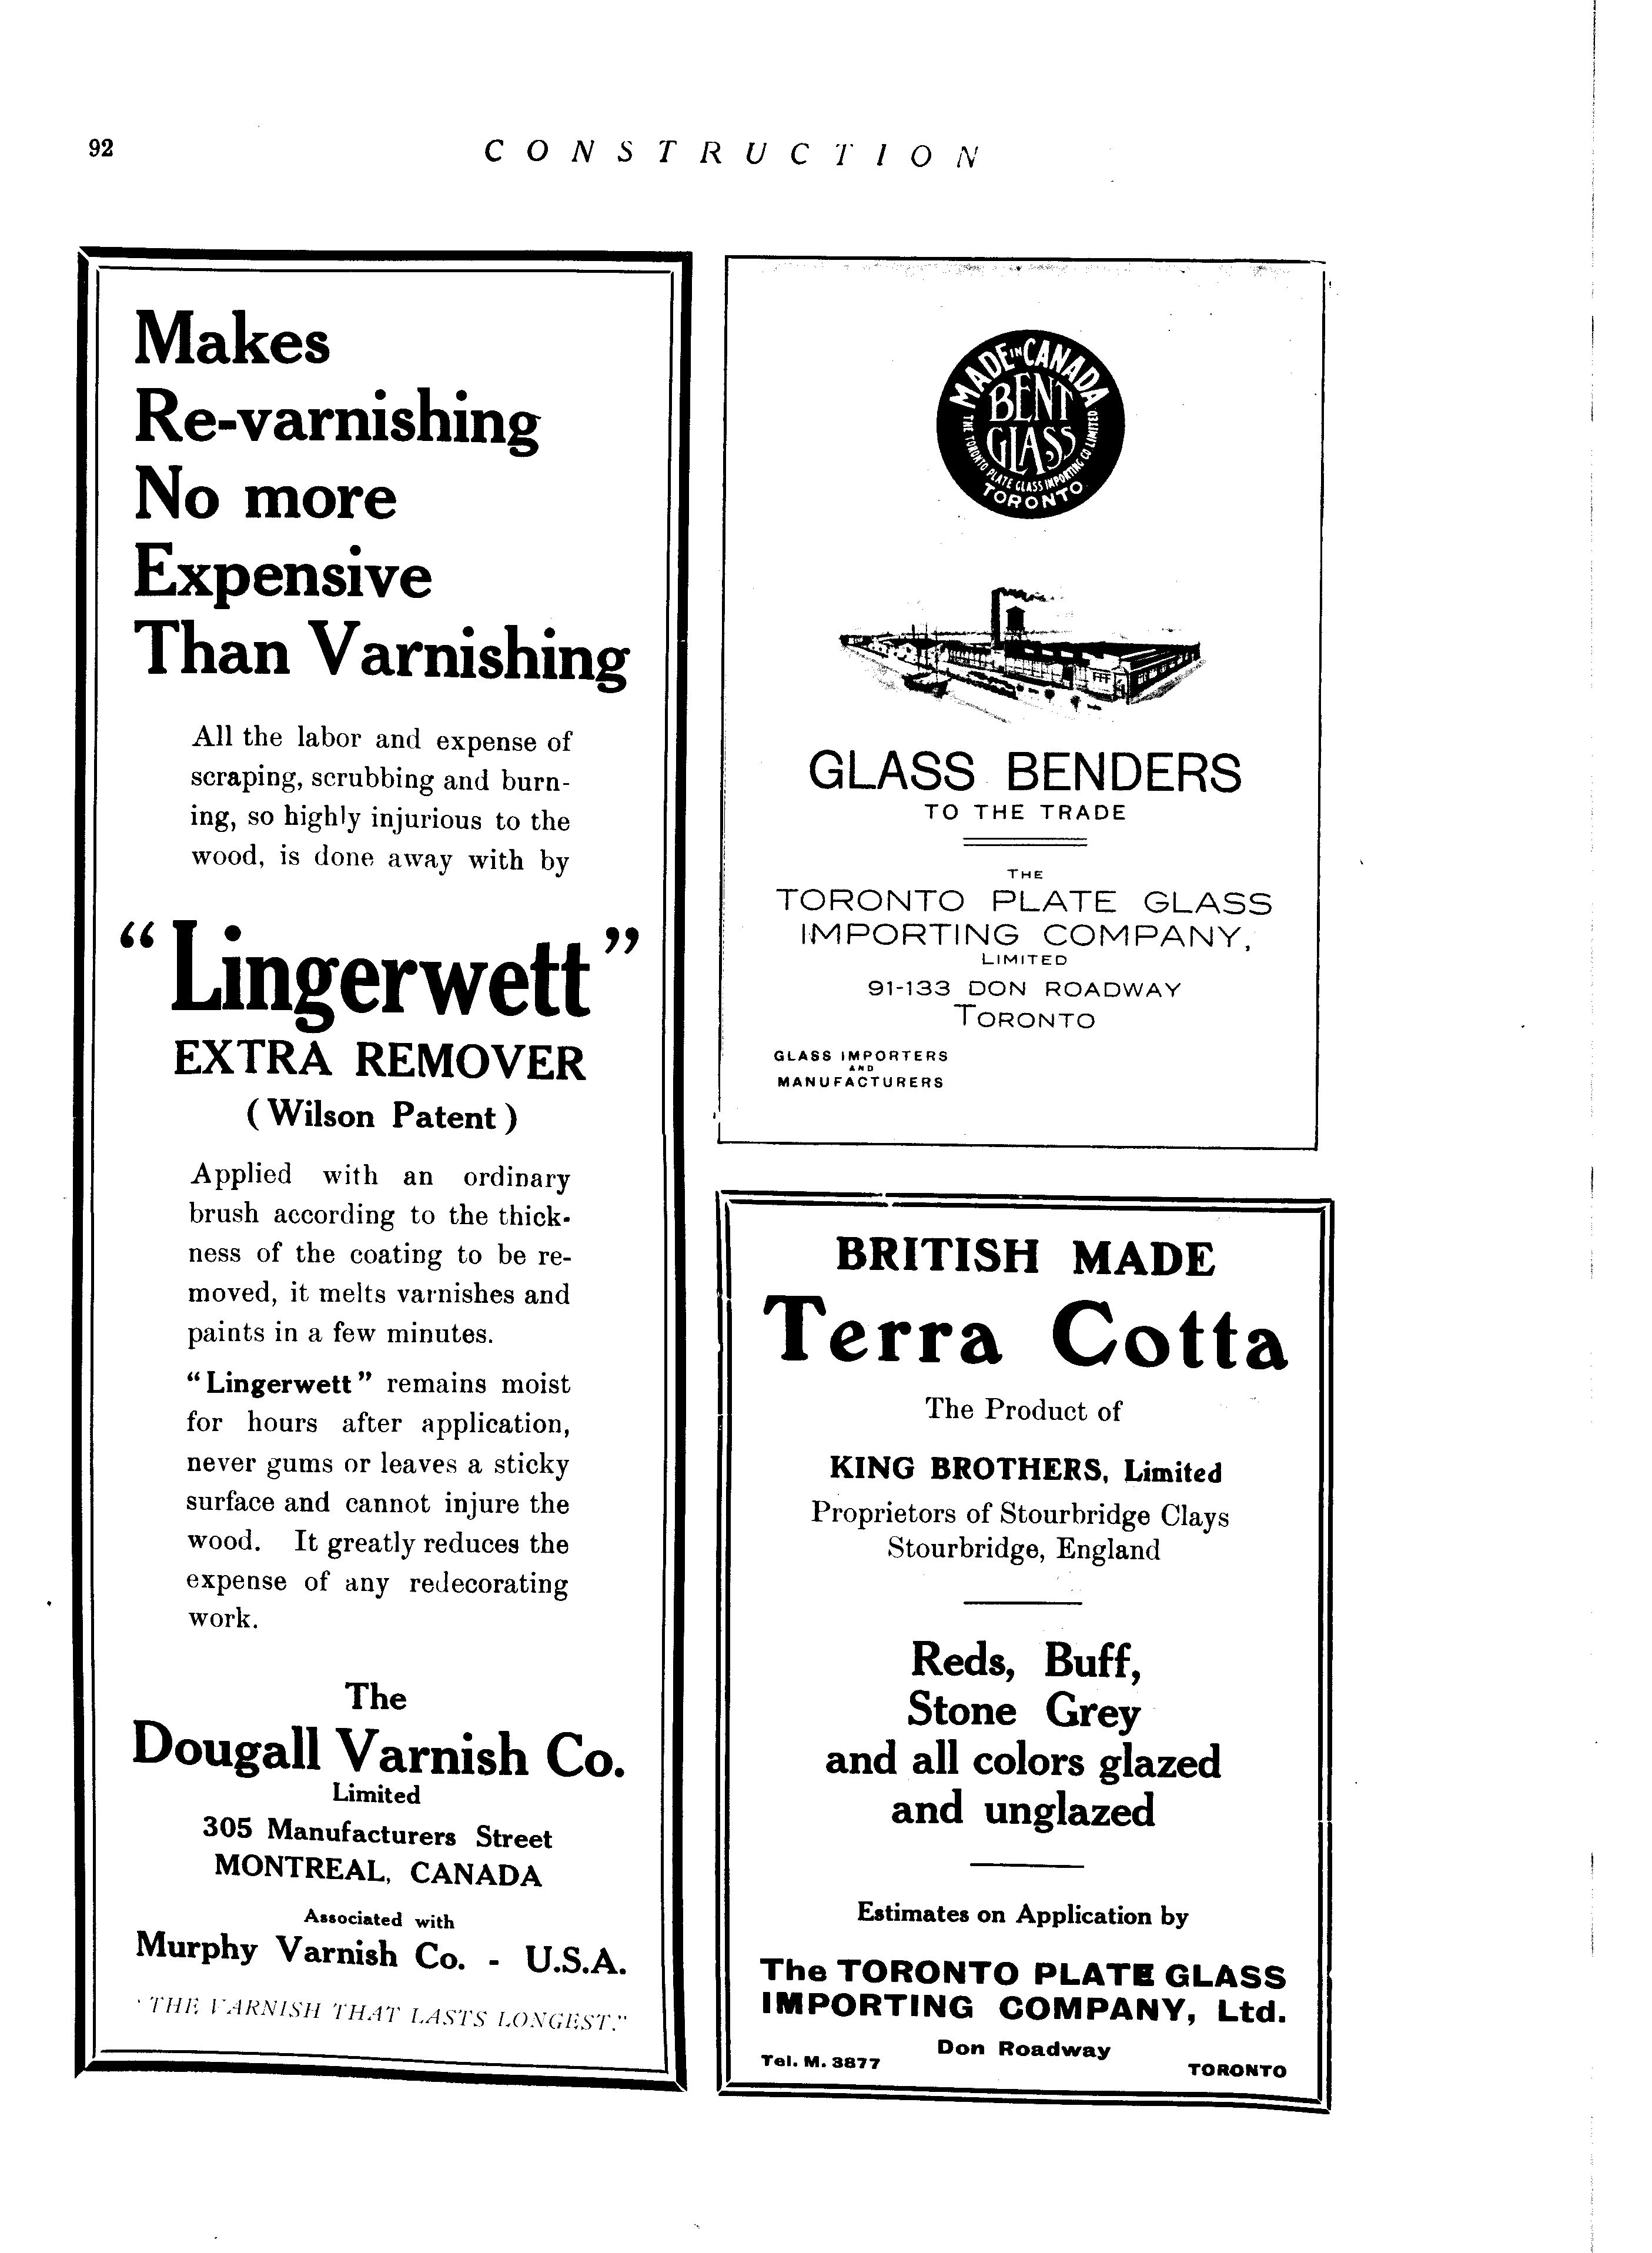 92
CONSTRUCTION
Makes
Re-varnishing
No more
Expensive
Than Varnishing
All the labor and expense of
scraping, scrubbing and burn-
ing, so highly injurious to the
wood, is done away with by
"Lingerwett"
EXTRA REMOVER
(Wilson Patent)
Applied with an ordinary
brush according to the thick-
ness of the coating to be re-
moved, it melts varnishes and
paints in a few minutes.
"Lingerwett" remains moist
for hours after application,
never gums or leaves a sticky
surface and cannot injure the
wood. It greatly reduces the
expense of any redecorating
work.
The
Dougall Varnish Co.
Limited
305 Manufacturers Street
MONTREAL, CANADA
Associated with
Murphy Varnish Co. - U.S.A.
"THE VARNISH THAT LASTS LONGEST."
MADE IN CANADA
BENT
GLASS
THE TORONTO PLATE GLASS IMPORTING CO LIMITED
TORONTO
GLASS BENDERS
TO THE TRADE
THE
TORONTO PLATE GLASS
IMPORTING COMPANY,
LIMITED
91-133 DON ROADWAY
TORONTO
GLASS IMPORTERS
AND
MANUFACTURERS
BRITISH MADE
Terra Cotta
The Product of
KING BROTHERS, Limited
Proprietors of Stourbridge Clays
Stourbridge, England
Reds, Buff,
Stone Grey
and all colors glazed
and unglazed
Estimates on Application by
The TORONTO PLATE GLASS
IMPORTING COMPANY, Ltd.
Don Roadway
Tel. M. 3877
TORONTO